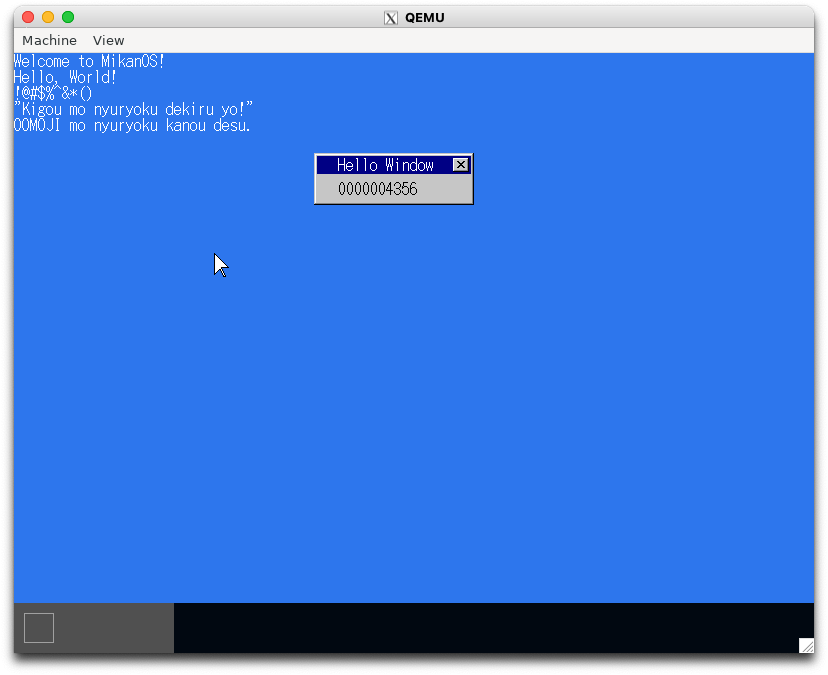 QEMU
Machine View
Welcome to MikanOS!
Hello, World!
!@#$%^&*()
"Kigou mo nyuryoku dekiru yo!"
OOMOJI mo nyuryoku kanou desu.
Hello Window
0000004356